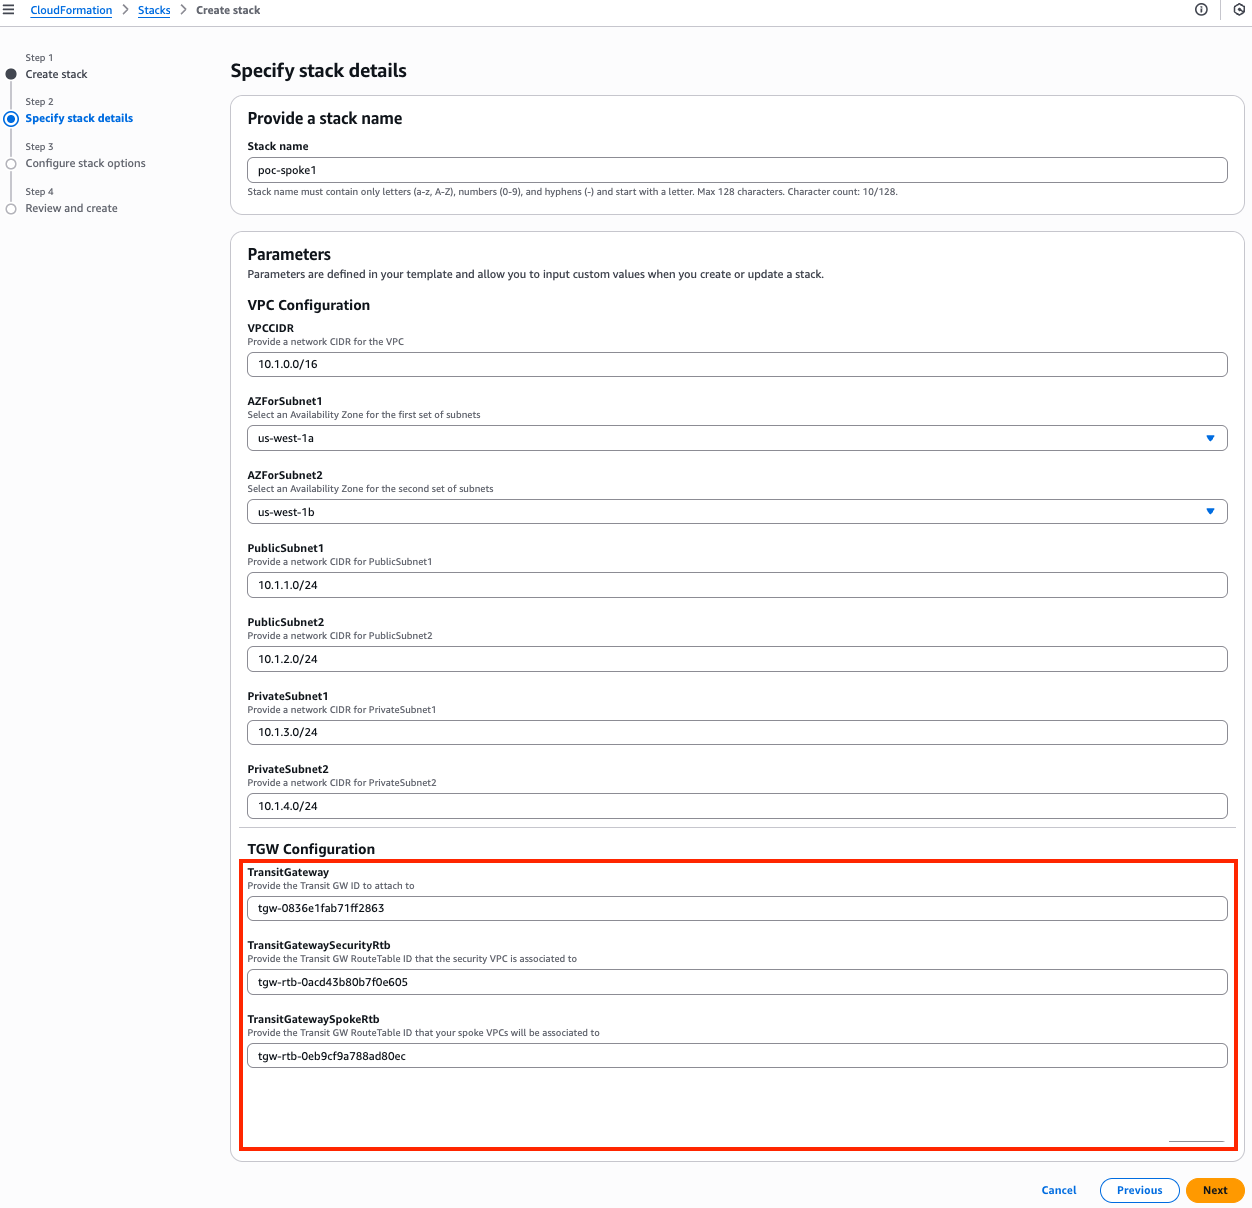 CloudFormation > Stacks > Create stack
Step 1
Create stack
Step 2
Specify stack details
Step 3
Configure stack options
Step 4
Review and create
Specify stack details
Provide a stack name
Stack name
poc-spoke1
Stack name must contain only letters (a-z, A-Z), numbers (0-9), and hyphens (-) and start with a letter. Max 128 characters. Character count: 10/128.
Parameters
Parameters are defined in your template and allow you to input custom values when you create or update a stack.
VPC Configuration
VPCCIDR
Provide a network CIDR for the VPC
10.1.0.0/16
AZForSubnet1
Select an Availability Zone for the first set of subnets
us-west-1a
AZForSubnet2
Select an Availability Zone for the second set of subnets
us-west-1b
PublicSubnet1
Provide a network CIDR for PublicSubnet1
10.1.1.0/24
PublicSubnet2
Provide a network CIDR for PublicSubnet2
10.1.2.0/24
PrivateSubnet1
Provide a network CIDR for PrivateSubnet1
10.1.3.0/24
PrivateSubnet2
Provide a network CIDR for PrivateSubnet2
10.1.4.0/24
TGW Configuration
TransitGateway
Provide the Transit GW ID to attach to
tgw-0836e1fab71ff2863
TransitGatewaySecurityRtb
Provide the Transit GW RouteTable ID that the security VPC is associated to
tgw-rtb-0acd43b80b7f0e605
TransitGatewaySpokeRtb
Provide the Transit GW RouteTable ID that your spoke VPCs will be associated to
tgw-rtb-0eb9cf9a788ad80ec
Cancel
Previous
Next